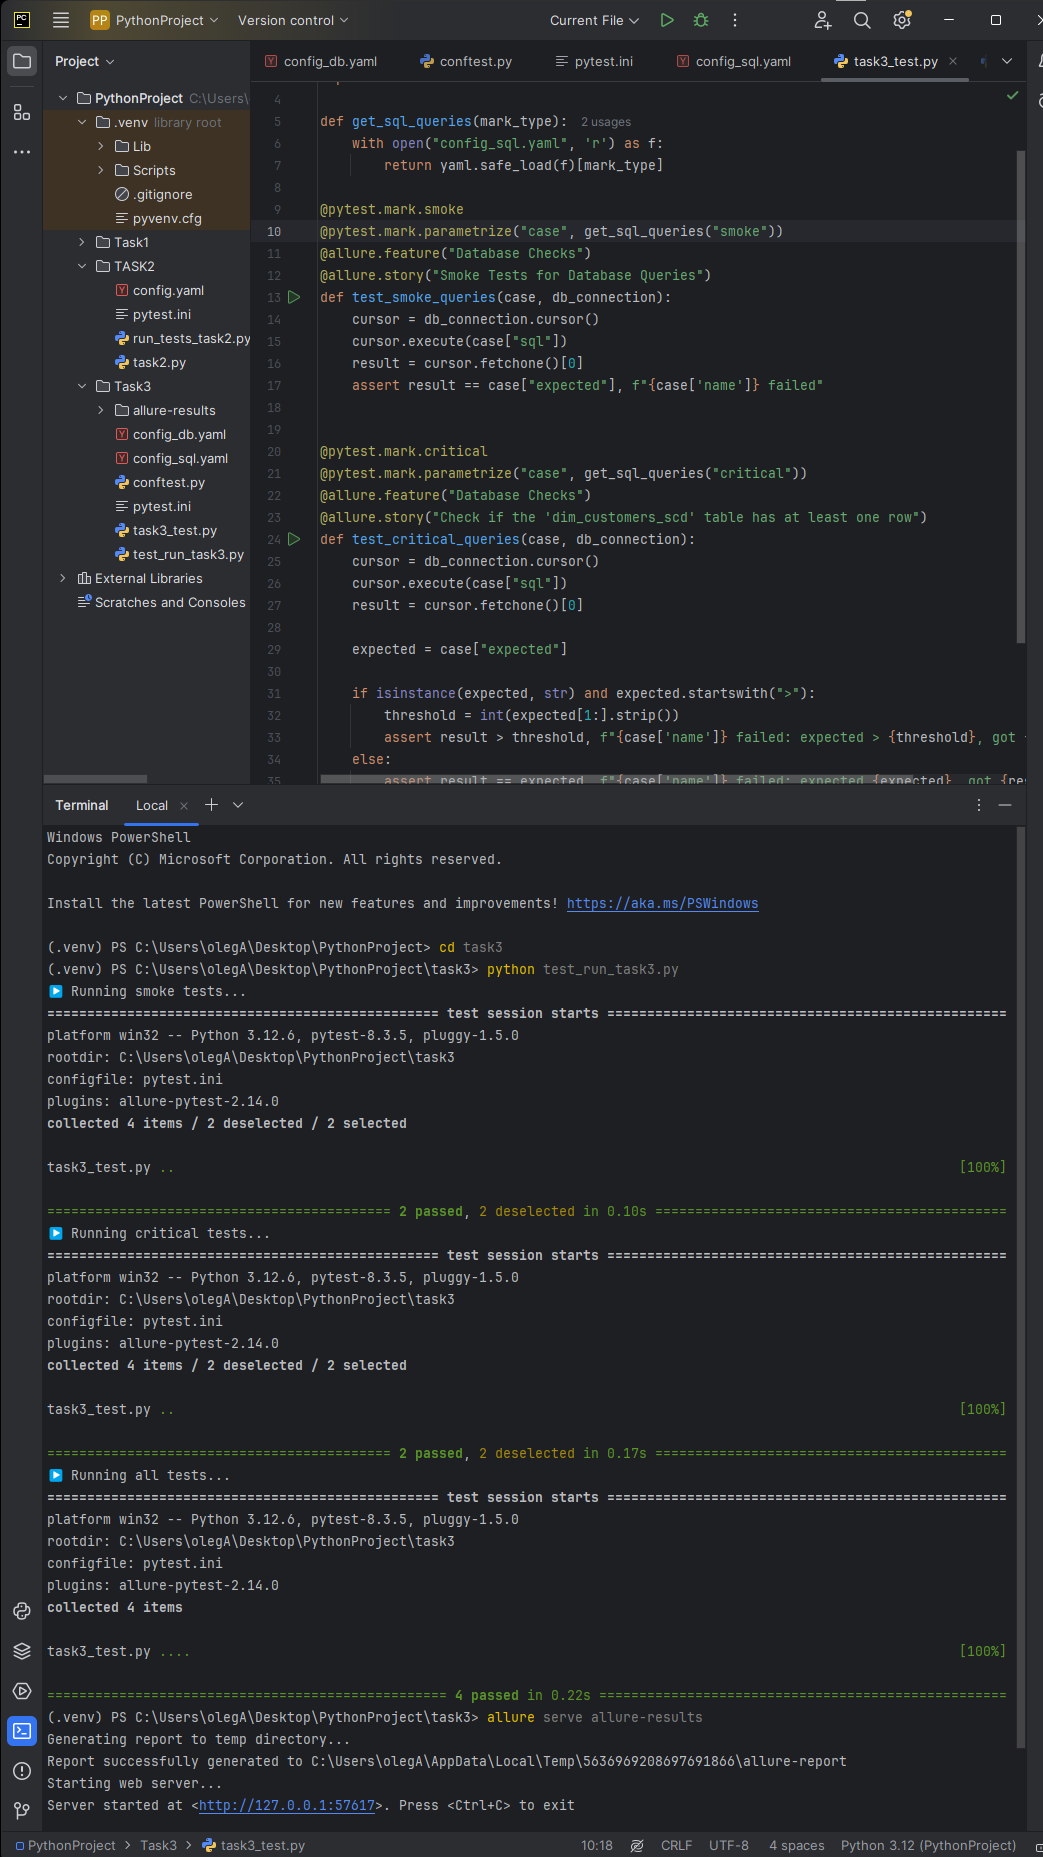 PC
PP PythonProject
Version control
Current File
Project
config_db.yaml
conftest.py
pytest.ini
config_sql.yaml
task3_test.py
PythonProject C:\Users\
.venv library root
Lib
Scripts
.gitignore
pyvenv.cfg
Task1
TASK2
config.yaml
pytest.ini
run_tests_task2.py
task2.py
Task3
allure-results
config_db.yaml
config_sql.yaml
conftest.py
pytest.ini
task3_test.py
test_run_task3.py
External Libraries
Scratches and Consoles
4
5 def get_sql_queries(mark_type): 2 usages
6 with open("config_sql.yaml", 'r') as f:
7 return yaml.safe_load(f)[mark_type]
8
9 @pytest.mark.smoke
10 @pytest.mark.parametrize("case", get_sql_queries("smoke"))
11 @allure.feature("Database Checks")
12 @allure.story("Smoke Tests for Database Queries")
13 def test_smoke_queries(case, db_connection):
14 cursor = db_connection.cursor()
15 cursor.execute(case["sql"])
16 result = cursor.fetchone()[0]
17 assert result == case["expected"], f"{case['name']} failed"
18
19
20 @pytest.mark.critical
21 @pytest.mark.parametrize("case", get_sql_queries("critical"))
22 @allure.feature("Database Checks")
23 @allure.story("Check if the 'dim_customers_scd' table has at least one row")
24 def test_critical_queries(case, db_connection):
25 cursor = db_connection.cursor()
26 cursor.execute(case["sql"])
27 result = cursor.fetchone()[0]
28
29 expected = case["expected"]
30
31 if isinstance(expected, str) and expected.startswith(">"):
32 threshold = int(expected[1:].strip())
33 assert result > threshold, f"{case['name']} failed: expected > {threshold}, got
34 else:
35 assert result == expected, f"{case['name']} failed: expected {expected}, got {res
Terminal
Local
Windows PowerShell
Copyright (C) Microsoft Corporation. All rights reserved.
Install the latest PowerShell for new features and improvements! https://aka.ms/PSWindows
(.venv) PS C:\Users\olegA\Desktop\PythonProject> cd task3
(.venv) PS C:\Users\olegA\Desktop\PythonProject\task3> python test_run_task3.py
▶ Running smoke tests...
================================================= test session starts ==================================================
platform win32 -- Python 3.12.6, pytest-8.3.5, pluggy-1.5.0
rootdir: C:\Users\olegA\Desktop\PythonProject\task3
configfile: pytest.ini
plugins: allure-pytest-2.14.0
collected 4 items / 2 deselected / 2 selected
task3_test.py .. [100%]
=========================================== 2 passed, 2 deselected in 0.10s ============================================
▶ Running critical tests...
================================================= test session starts ==================================================
platform win32 -- Python 3.12.6, pytest-8.3.5, pluggy-1.5.0
rootdir: C:\Users\olegA\Desktop\PythonProject\task3
configfile: pytest.ini
plugins: allure-pytest-2.14.0
collected 4 items / 2 deselected / 2 selected
task3_test.py .. [100%]
=========================================== 2 passed, 2 deselected in 0.17s ============================================
▶ Running all tests...
================================================= test session starts ==================================================
platform win32 -- Python 3.12.6, pytest-8.3.5, pluggy-1.5.0
rootdir: C:\Users\olegA\Desktop\PythonProject\task3
configfile: pytest.ini
plugins: allure-pytest-2.14.0
collected 4 items
task3_test.py .... [100%]
================================================== 4 passed in 0.22s ===================================================
(.venv) PS C:\Users\olegA\Desktop\PythonProject\task3> allure serve allure-results
Generating report to temp directory...
Report successfully generated to C:\Users\olegA\AppData\Local\Temp\5636969208697691866\allure-report
Starting web server...
Server started at <http://127.0.0.1:57617>. Press <Ctrl+C> to exit
PythonProject > Task3 > task3_test.py
10:18 CRLF UTF-8 4 spaces Python 3.12 (PythonProject)